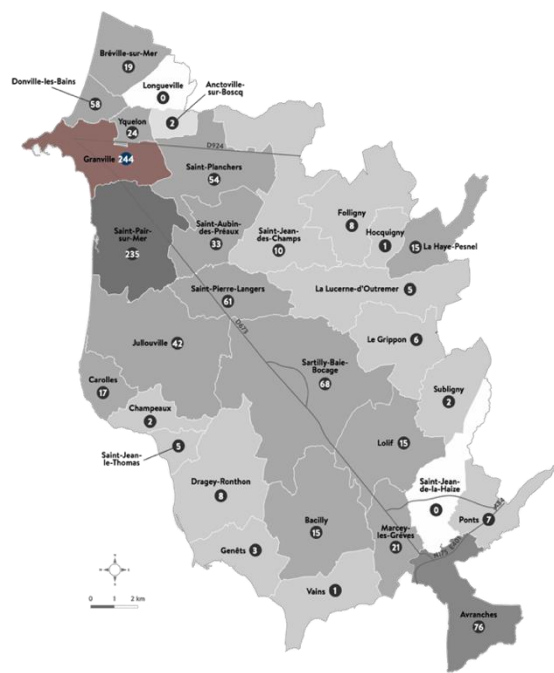 Bréville-sur-Mer
19
Donville-les-Bains
58
Longueville
0
Anctoville-
sur-Boscq
2
Yquelon
24
D924
Granville 244
Saint-Planchers
54
Saint-Pair-
sur-Mer
235
Saint-Aubin-
des-Préaux
33
Saint-Jean-
des-Champs
10
Folligny
8
Hocquigny
1
15 La Haye-Pesnel
Saint-Pierre-Langers
61
La Lucerne-d'Outremer 5
D973
Jullouville 42
Le Grippon 6
Sartilly-Baie-
Bocage
68
Carolles
17
Subligny
2
Champeaux
2
Saint-Jean-
le-Thomas
5
Lolif 15
Dragey-Ronthon
8
Saint-Jean-
de-la-Haize
0
Ponts 7
Bacilly
15
Marcey-
les-Grèves
21
Genêts 3
Vains 1
0 1 2 km
Avranches
76